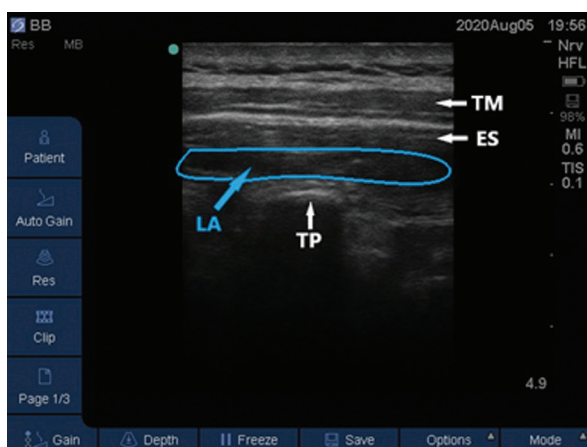 BB
2020Aug05 19:56
Res MB
Nrv
HFL
98%
MI
0.6
TIS
0.1
TM
ES
LA
TP
Patient
Auto Gain
Res
Clip
Page 1/3
4.9
Gain Depth Freeze Save Options Mode